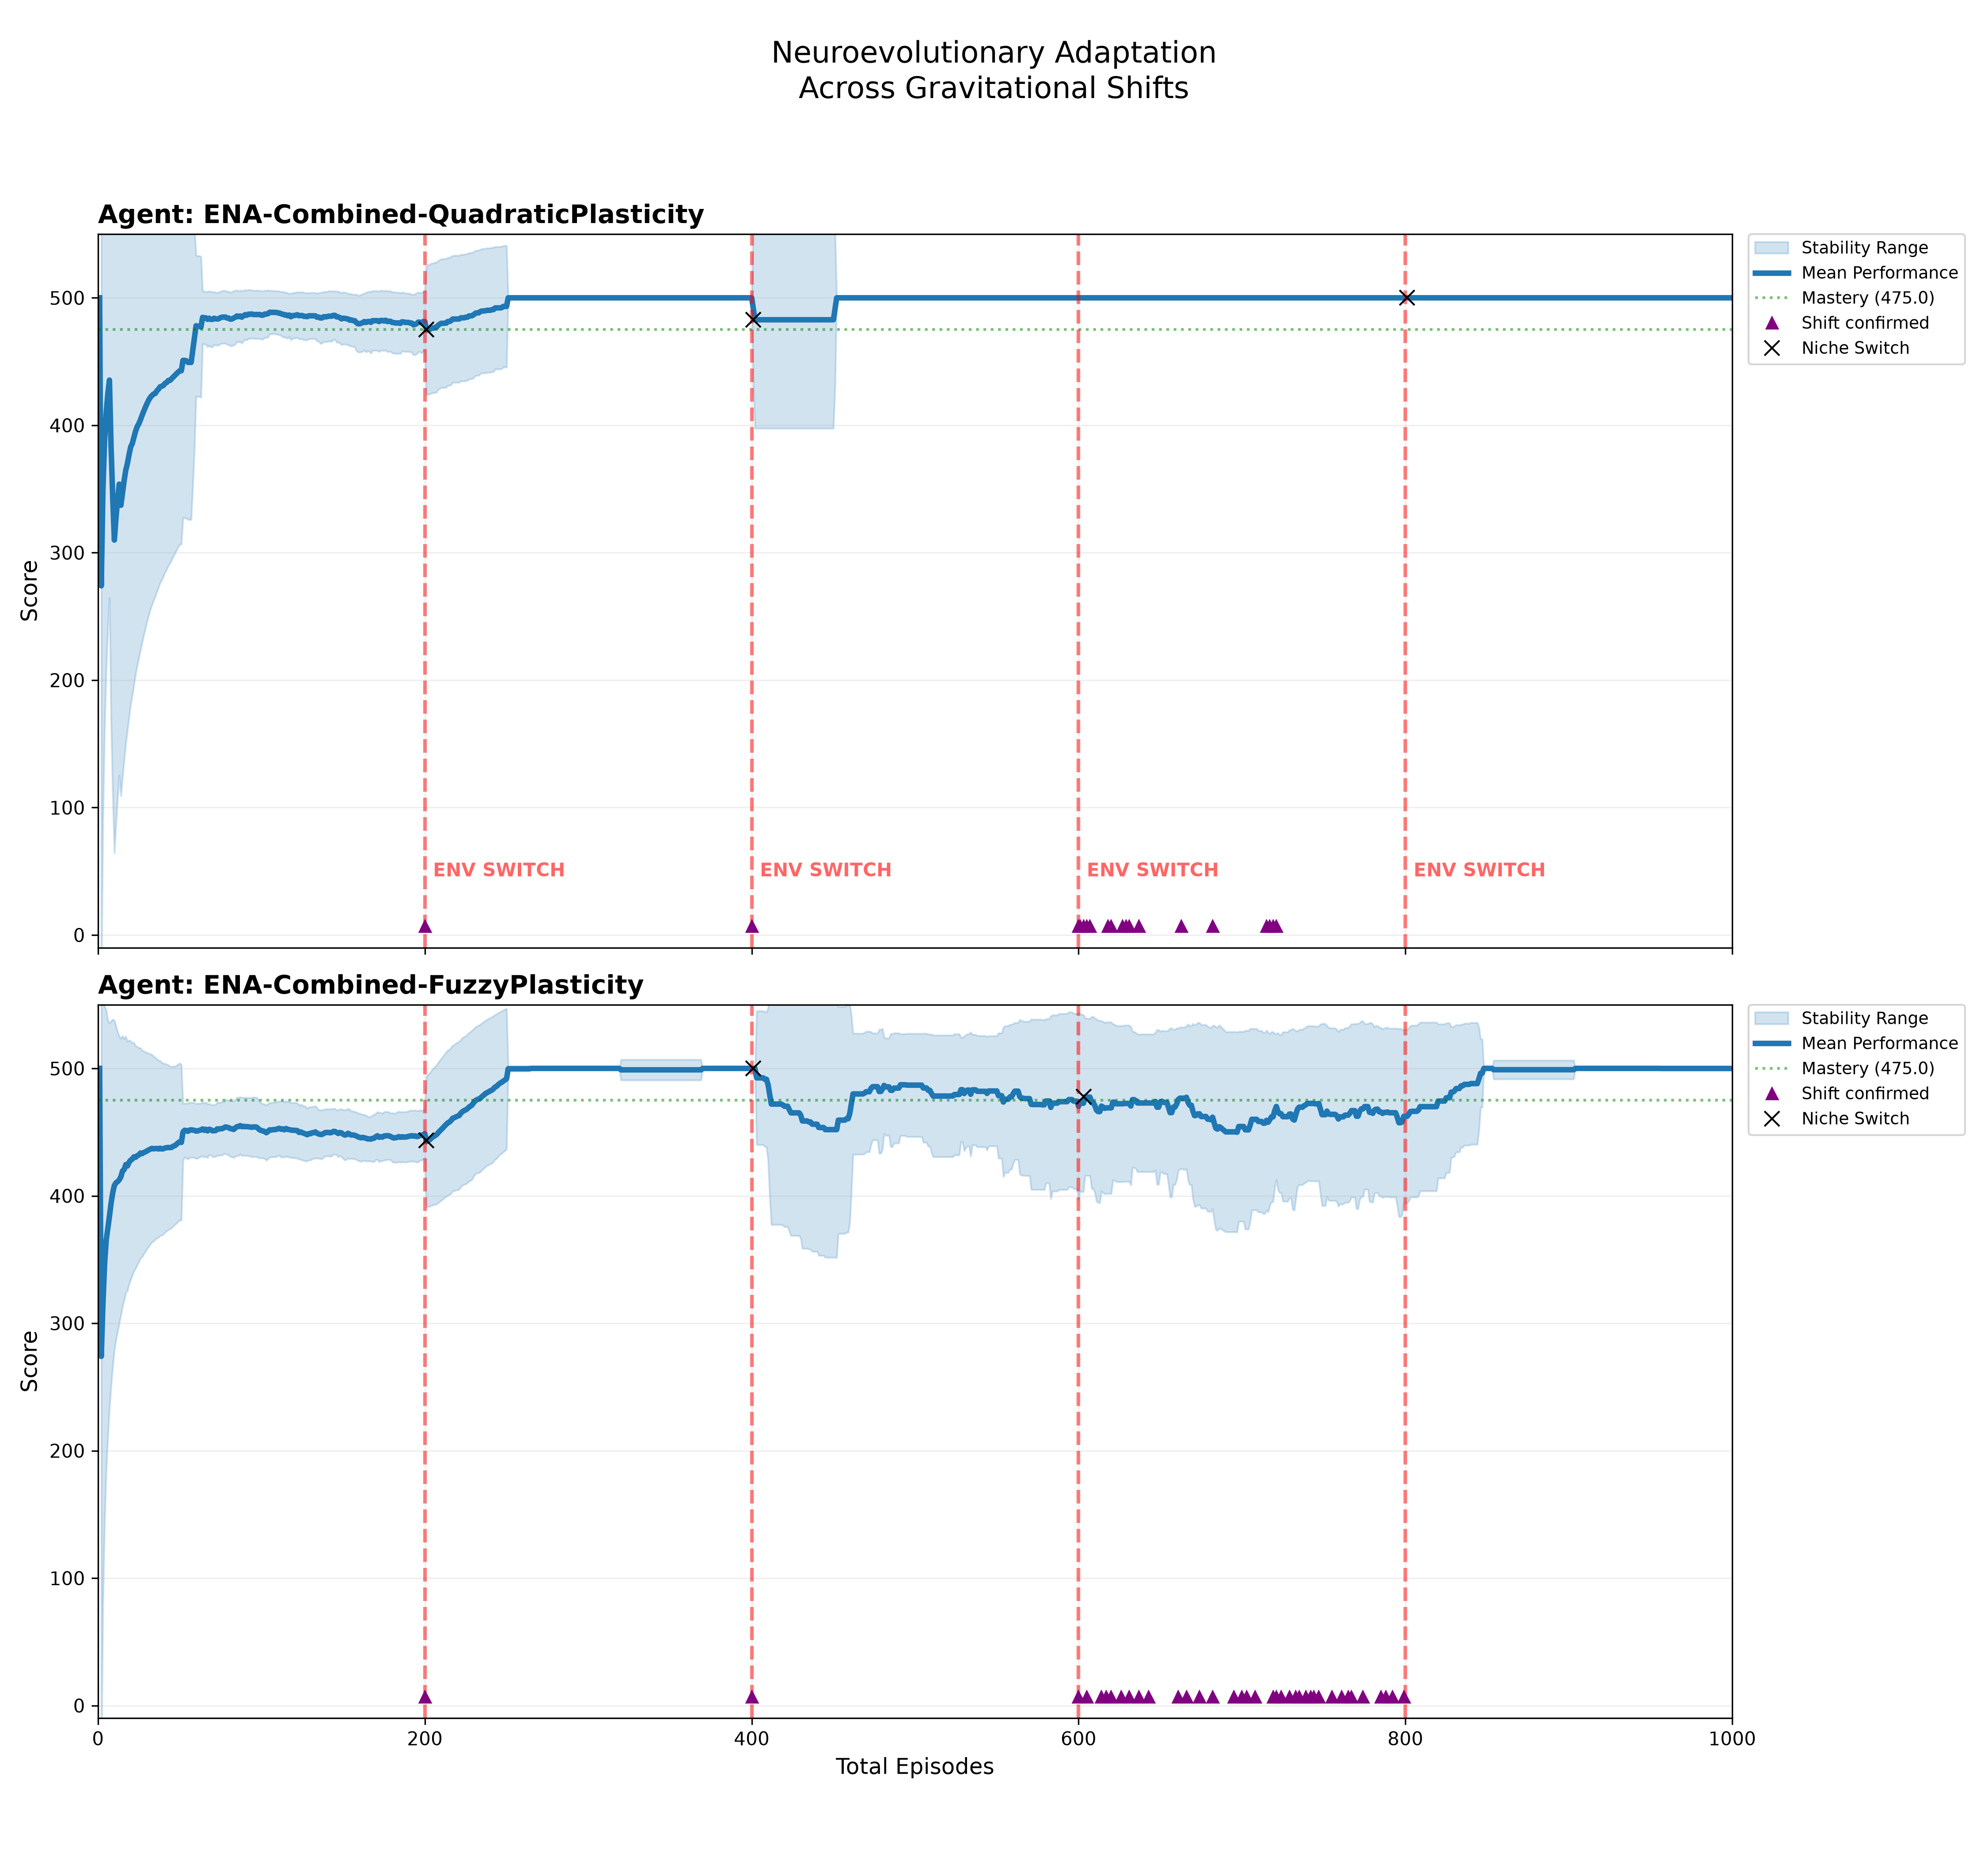 Neuroevolutionary Adaptation
Across Gravitational Shifts
Agent: ENA-Combined-QuadraticPlasticity
500
400
300
200
100
0
Score
ENV SWITCH
ENV SWITCH
ENV SWITCH
ENV SWITCH
Stability Range
Mean Performance
Mastery (475.0)
Shift confirmed
Niche Switch
Agent: ENA-Combined-FuzzyPlasticity
500
400
300
200
100
0
Score
Stability Range
Mean Performance
Mastery (475.0)
Shift confirmed
Niche Switch
0 200 400 600 800 1000
Total Episodes